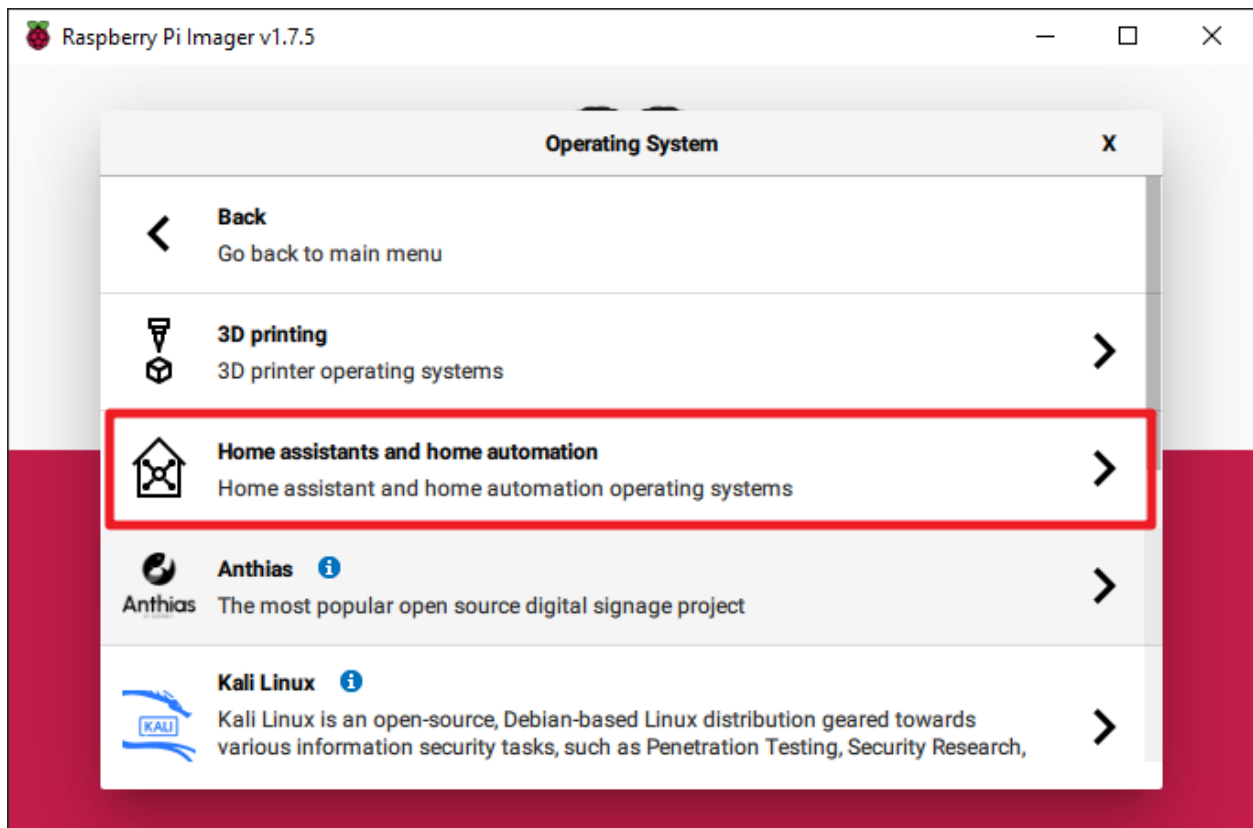 Raspberry Pi Imager v1.7.5
Operating System
X
Back
Go back to main menu
3D printing
3D printer operating systems
Home assistants and home automation
Home assistant and home automation operating systems
Anthias
Anthias
The most popular open source digital signage project
Kali Linux
KALI
Kali Linux is an open-source, Debian-based Linux distribution geared towards
various information security tasks, such as Penetration Testing, Security Research,